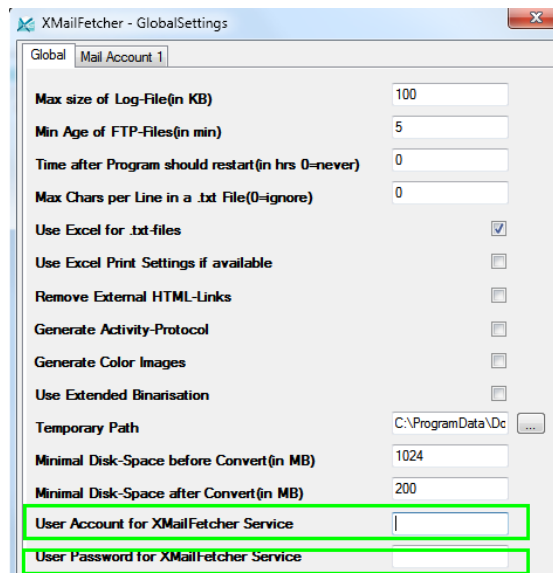 XMailFetcher - GlobalSettings
Global Mail Account 1
Max size of Log-File(in KB) 100
Min Age of FTP-Files(in min) 5
Time after Program should restart(in hrs 0=never) 0
Max Chars per Line in a .txt File(0=ignore) 0
Use Excel for .txt-files
Use Excel Print Settings if available
Remove External HTML-Links
Generate Activity-Protocol
Generate Color Images
Use Extended Binarisation
Temporary Path C:\ProgramData\Dc ...
Minimal Disk-Space before Convert(in MB) 1024
Minimal Disk-Space after Convert(in MB) 200
User Account for XMailFetcher Service
User Password for XMailFetcher Service